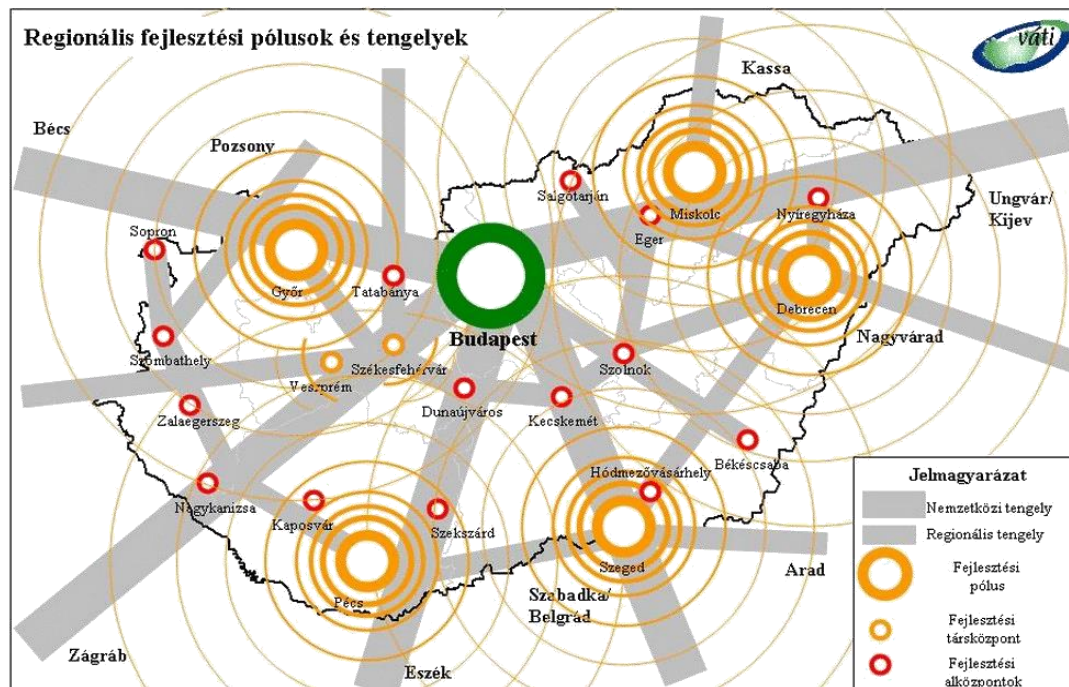 Regionális fejlesztési pólusok és tengelyek
váti
Kassa
Bécs
Pozsony
Salgótarján
Miskolc
Nyíregyháza
Ungvár/
Kijev
Sopron
Eger
Győr
Tatabánya
Debrecen
Budapest
Nagyvárad
Szombathely
Székesfehérvár
Veszprém
Szolnok
Dunaújváros
Kecskemét
Zalaegerszeg
Békéscsaba
Hódmezővásárhely
Nagykanizsa
Kaposvár
Szekszárd
Szeged
Arad
Pécs
Szabadka/
Belgrád
Zágráb
Eszék
Jelmagyarázat
Nemzetközi tengely
Regionális tengely
Fejlesztési
pólus
Fejlesztési
társközpont
Fejlesztési
alközpontok